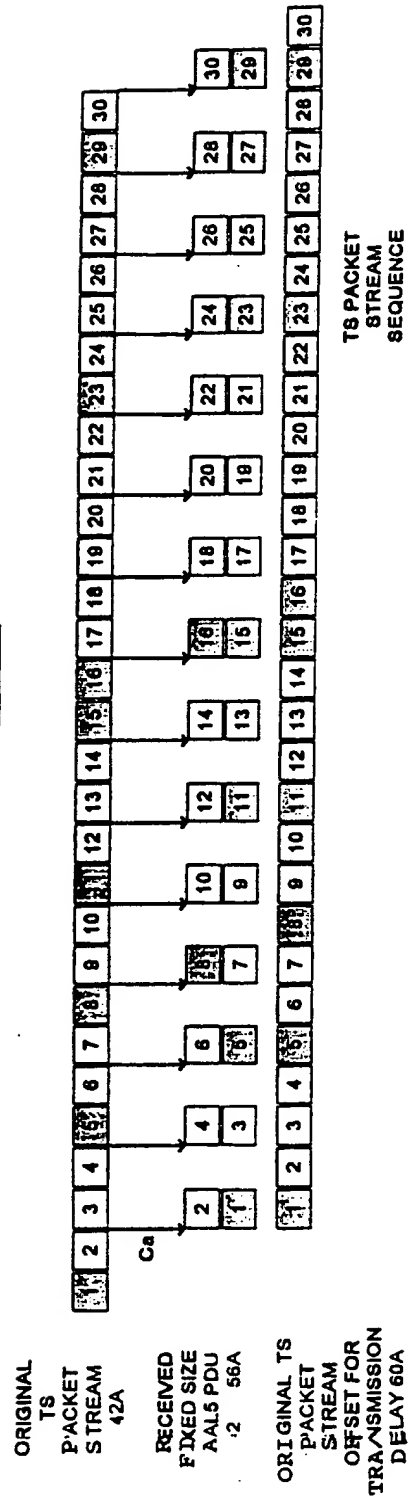 ORIGINAL
TS
PACKET
STREAM
42A
1 2 3 4 5 6 7 8 9 10 11 12 13 14 15 16 17 18 19 20 21 22 23 24 25 26 27 28 29 30
Ca
RECEIVED
FIXED SIZE
AAL5 PDU
56A
2 4 6 8 10 12 14 16 18 20 22 24 26 28 30
1 3 5 7 9 11 13 15 17 19 21 23 25 27 29
ORIGINAL TS
PACKET
STREAM
OFFSET FOR
TRANSMISSION
DELAY 60A
1 2 3 4 5 6 7 8 9 10 11 12 13 14 15 16 17 18 19 20 21 22 23 24 25 26 27 28 29 30
TS PACKET
STREAM
SEQUENCE